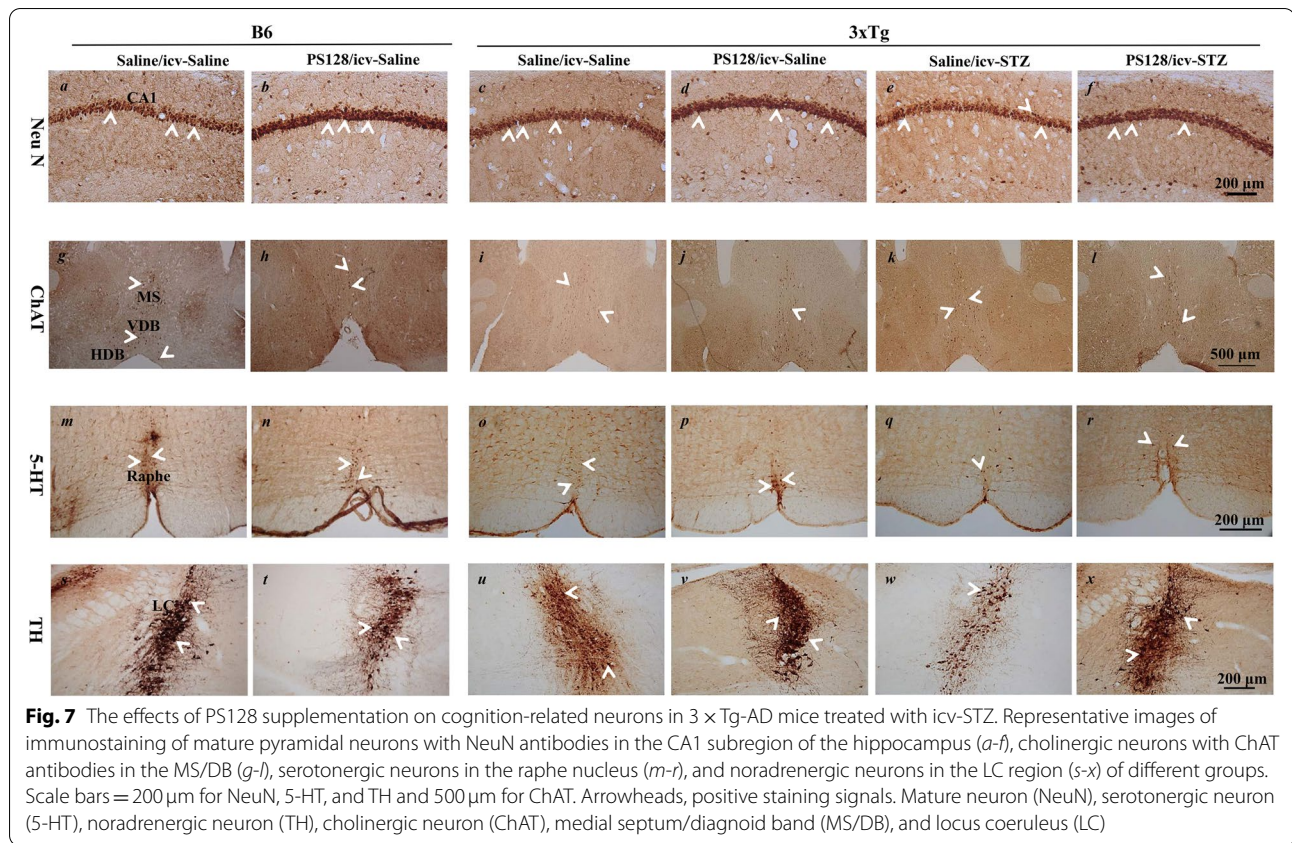 B6
3xTg
Saline/icv-Saline
PS128/icv-Saline
Saline/icv-Saline
PS128/icv-Saline
Saline/icv-STZ
PS128/icv-STZ
Neu N
a
CA1
b
c
d
e
f
200 µm
ChAT
g
MS
VDB
HDB
h
i
j
k
l
500 µm
5-HT
m
Raphe
n
o
p
q
r
200 µm
TH
s
LC
t
u
v
w
x
200 µm
Fig. 7 The effects of PS128 supplementation on cognition-related neurons in 3 × Tg-AD mice treated with icv-STZ. Representative images of
immunostaining of mature pyramidal neurons with NeuN antibodies in the CA1 subregion of the hippocampus (a-f), cholinergic neurons with ChAT
antibodies in the MS/DB (g-l), serotonergic neurons in the raphe nucleus (m-r), and noradrenergic neurons in the LC region (s-x) of different groups.
Scale bars = 200 µm for NeuN, 5-HT, and TH and 500 µm for ChAT. Arrowheads, positive staining signals. Mature neuron (NeuN), serotonergic neuron
(5-HT), noradrenergic neuron (TH), cholinergic neuron (ChAT), medial septum/diagnoid band (MS/DB), and locus coeruleus (LC)